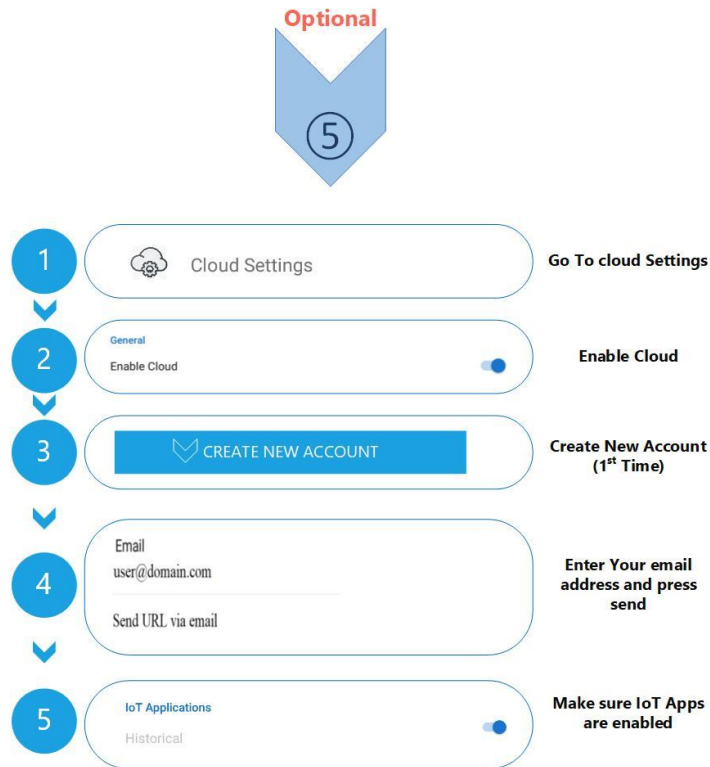 Optional
⑤
1
Cloud Settings
Go To cloud Settings
2
General
Enable Cloud
Enable Cloud
3
CREATE NEW ACCOUNT
Create New Account
(1st Time)
4
Email
user@domain.com
Send URL via email
Enter Your email
address and press
send
5
IoT Applications
Historical
Make sure IoT Apps
are enabled